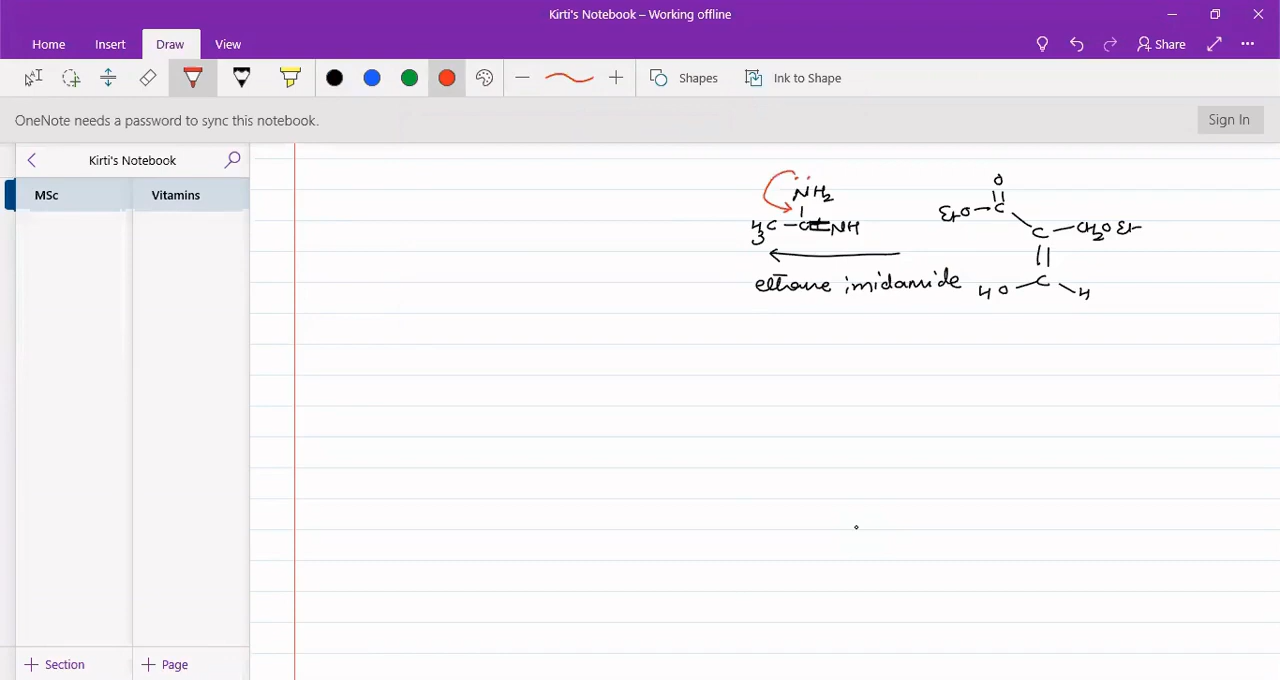 Kirti's Notebook – Working offline
Home Insert Draw View
Share
Shapes Ink to Shape
OneNote needs a password to sync this notebook.
Sign In
Kirti's Notebook
MSc Vitamins
NH2
H3C – C = NH
ethane imidamide
O
EtO – C
C – CH2OEt
HO – C – H
+ Section + Page